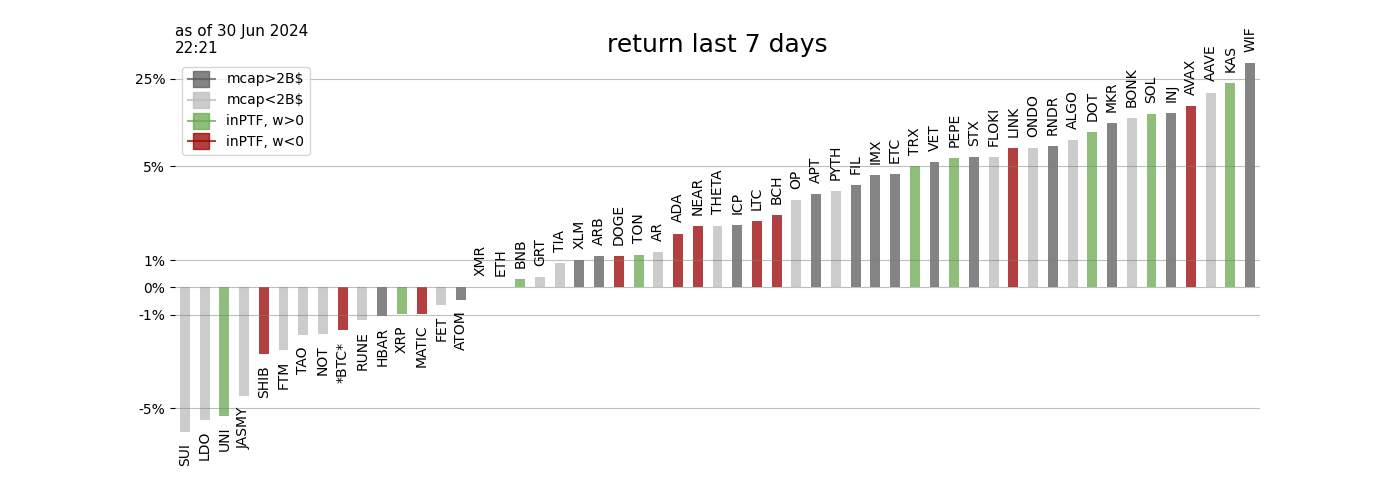 as of 30 Jun 2024
22:21
return last 7 days
mcap>2B$
mcap<2B$
inPTF, w>0
inPTF, w<0
25%
5%
1%
0%
-1%
-5%
SUI
LDO
UNI
JASMY
SHIB
FTM
TAO
NOT
*BTC*
RUNE
HBAR
XRP
MATIC
FET
ATOM
XMR
ETH
BNB
GRT
TIA
XLM
ARB
DOGE
TON
AR
ADA
NEAR
THETA
ICP
LTC
BCH
OP
APT
PYTH
FIL
IMX
ETC
TRX
VET
PEPE
STX
FLOKI
LINK
ONDO
RNDR
ALGO
DOT
MKR
BONK
SOL
INJ
AVAX
AAVE
KAS
WIF